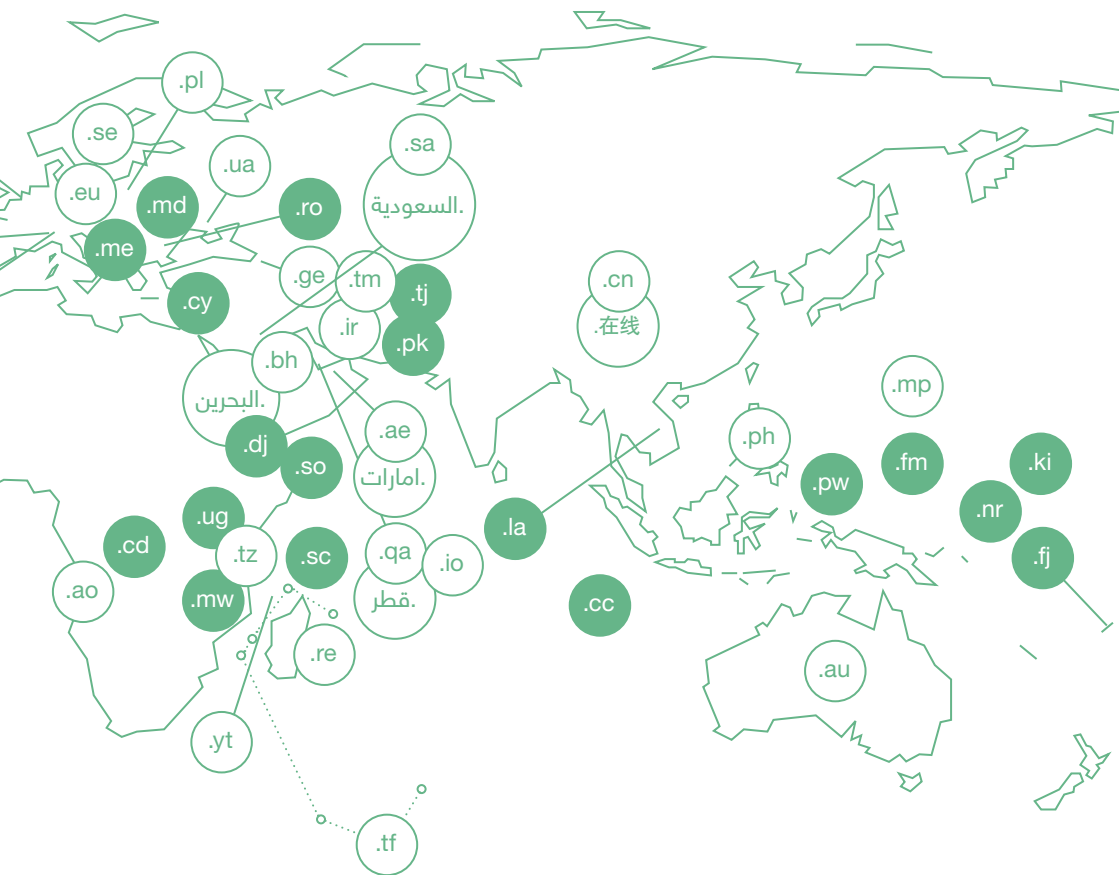 .pl
.se
.sa
.ua
.eu
.السعودية
.md
.ro
.me
.ge
.tm
.tj
.cn
.cy
.ir
.在线
.pk
.bh
.mp
.البحرين
.ae
.ph
.dj
.so
.امارات
.fm
.ki
.pw
.nr
.ug
.la
.cd
.tz
.sc
.qa
.io
.fj
.ao
.mw
.قطر
.cc
.re
.au
.yt
.tf